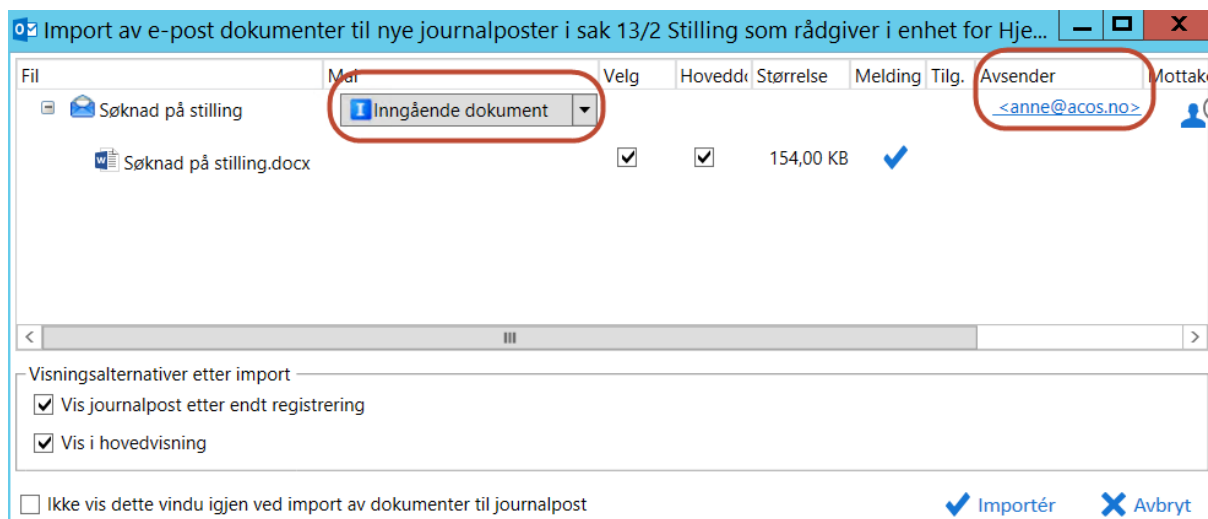 Import av e-post dokumenter til nye journalposter i sak 13/2 Stilling som rådgiver i enhet for Hje...
Fil Mal Velg Hoveddo Størrelse Melding Tilg. Avsender Mottake
Søknad på stilling Inngående dokument <anne@acos.no>
Søknad på stilling.docx 154,00 KB
Visningsalternativer etter import
Vis journalpost etter endt registrering
Vis i hovedvisning
Ikke vis dette vindu igjen ved import av dokumenter til journalpost Importér Avbryt